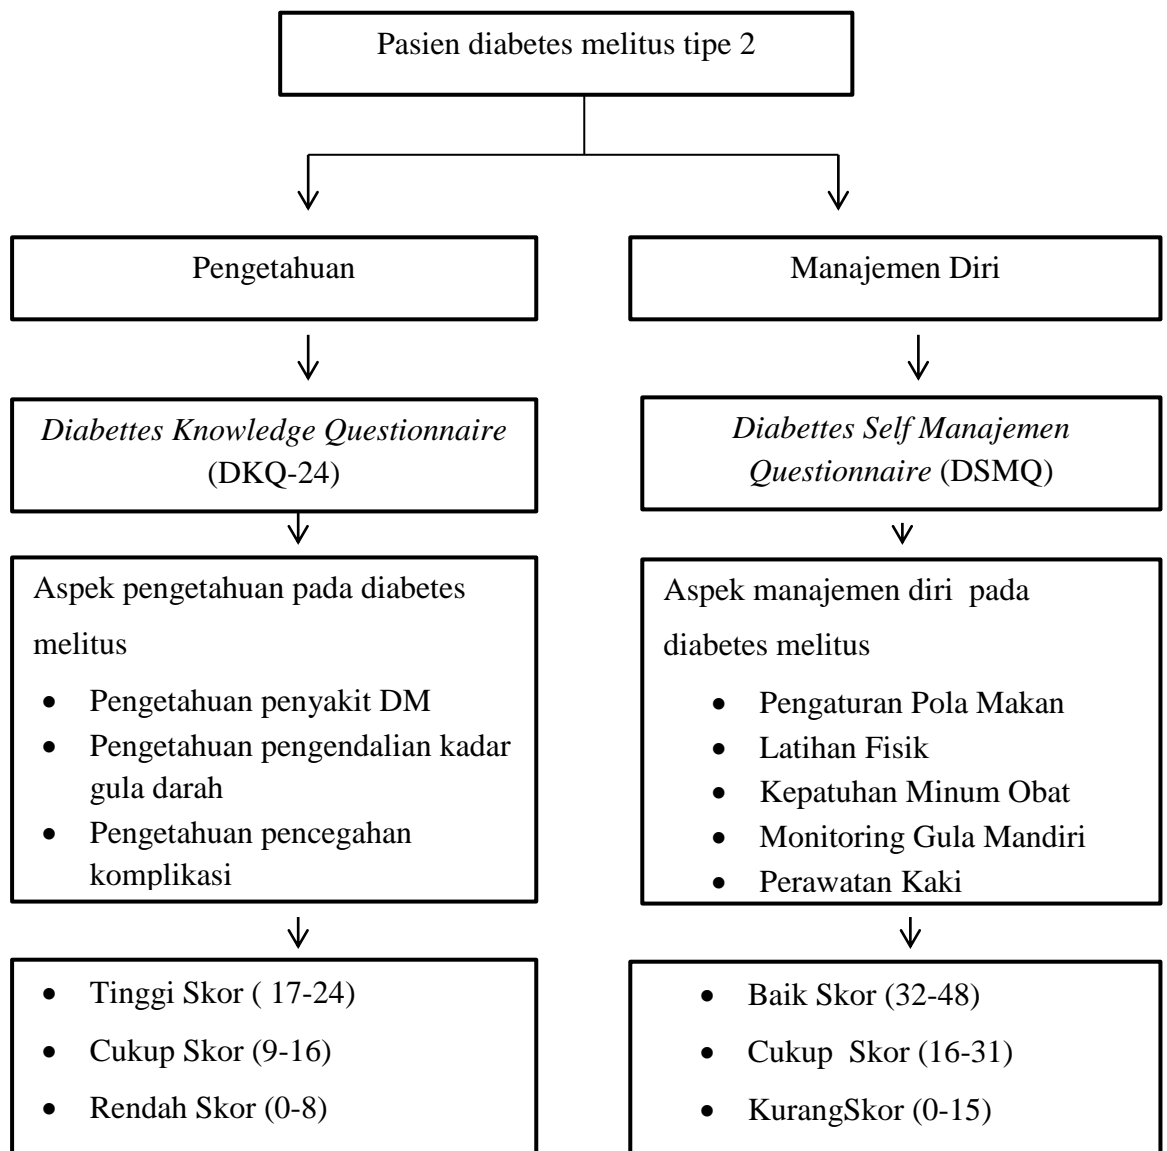 Pasien diabetes melitus tipe 2
Pengetahuan
Manajemen Diri
Diabettes Knowledge Questionnaire
(DKQ-24)
Diabettes Self Manajemen
Questionnaire (DSMQ)
Aspek pengetahuan pada diabetes
melitus
• Pengetahuan penyakit DM
• Pengetahuan pengendalian kadar
gula darah
• Pengetahuan pencegahan
komplikasi
Aspek manajemen diri  pada
diabetes melitus
• Pengaturan Pola Makan
• Latihan Fisik
• Kepatuhan Minum Obat
• Monitoring Gula Mandiri
• Perawatan Kaki
• Tinggi Skor ( 17-24)
• Cukup Skor (9-16)
• Rendah Skor (0-8)
• Baik Skor (32-48)
• Cukup  Skor (16-31)
• KurangSkor (0-15)